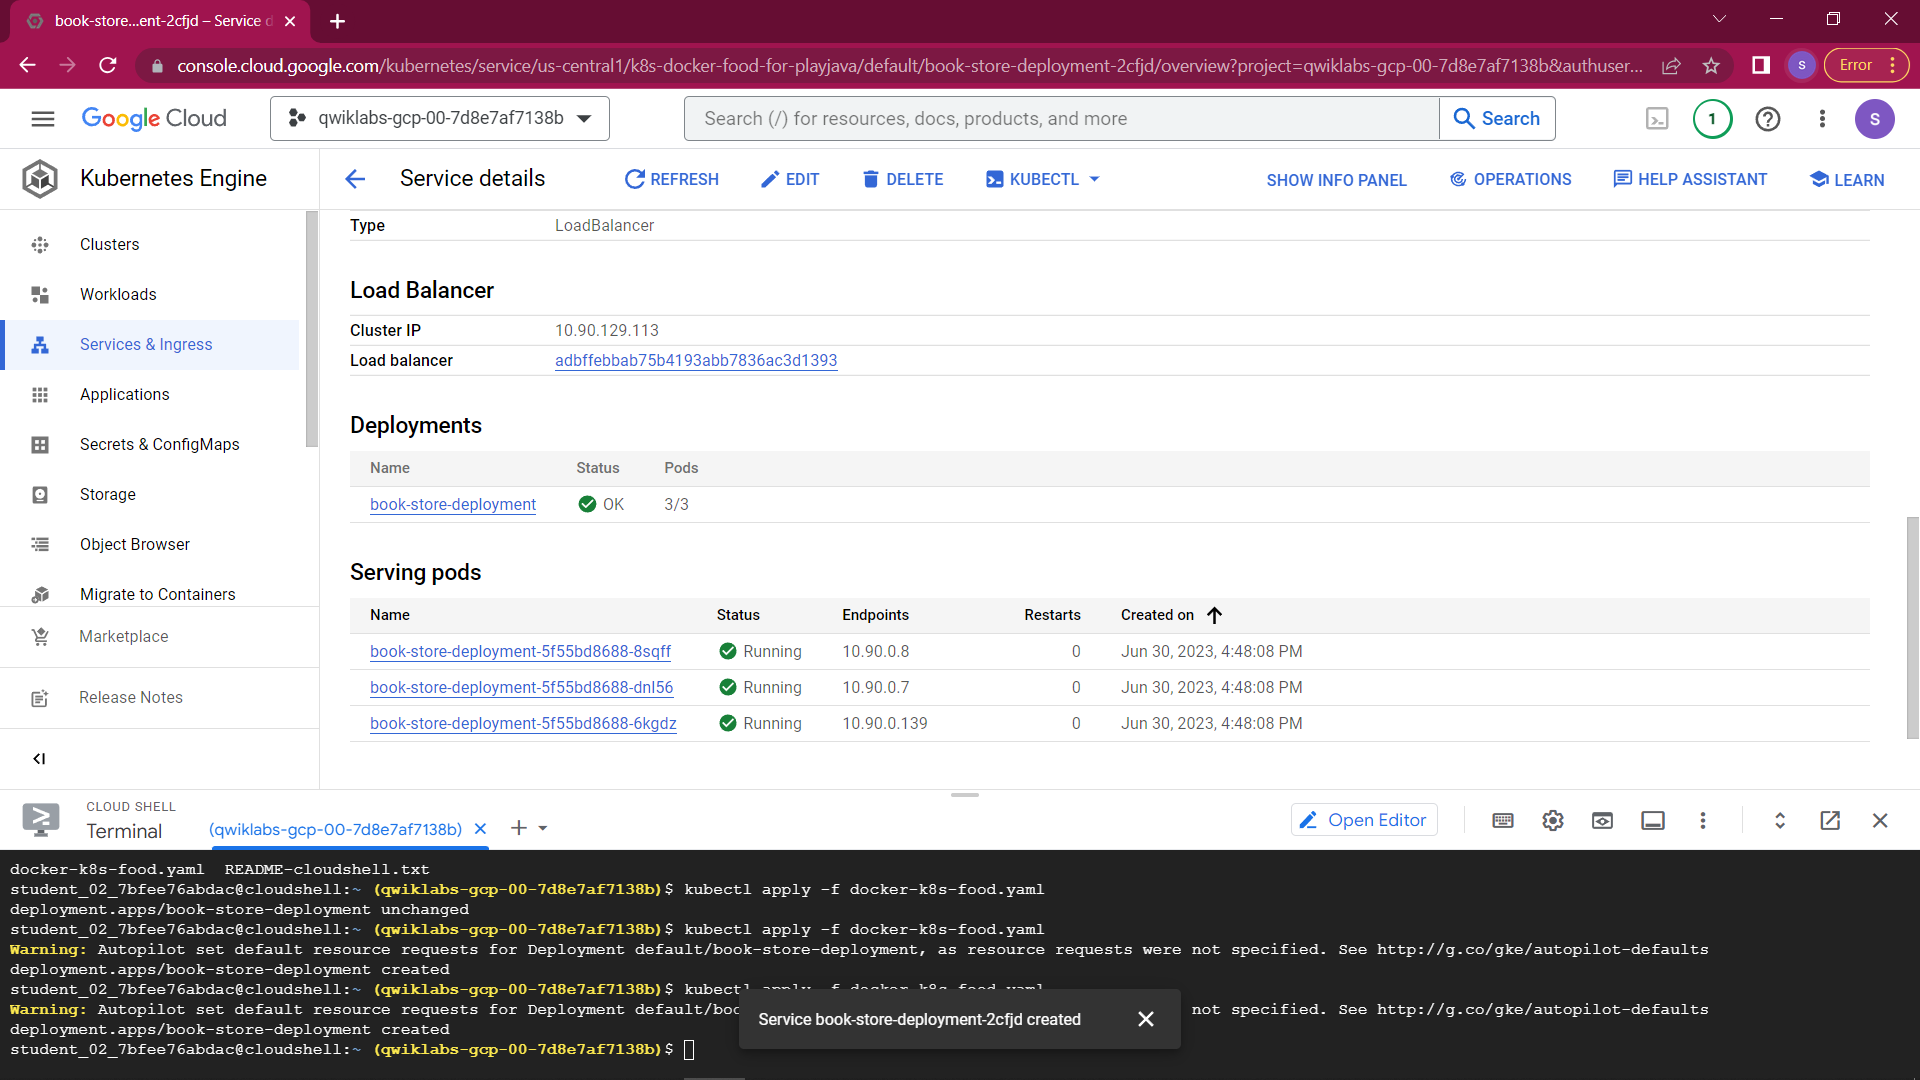 book-store...ent-2cfjd – Service d
console.cloud.google.com/kubernetes/service/us-central1/k8s-docker-food-for-playjava/default/book-store-deployment-2cfjd/overview?project=qwiklabs-gcp-00-7d8e7af7138b&authuser...
S
Error
Google Cloud
qwiklabs-gcp-00-7d8e7af7138b
Search (/) for resources, docs, products, and more
Search
1
S
Kubernetes Engine
Service details
REFRESH
EDIT
DELETE
KUBECTL
SHOW INFO PANEL
OPERATIONS
HELP ASSISTANT
LEARN
Clusters
Workloads
Services & Ingress
Applications
Secrets & ConfigMaps
Storage
Object Browser
Migrate to Containers
Marketplace
Release Notes
Type LoadBalancer
Load Balancer
Cluster IP 10.90.129.113
Load balancer adbffebbab75b4193abb7836ac3d1393
Deployments
Name Status Pods
book-store-deployment OK 3/3
Serving pods
Name Status Endpoints Restarts Created on
book-store-deployment-5f55bd8688-8sqff Running 10.90.0.8 0 Jun 30, 2023, 4:48:08 PM
book-store-deployment-5f55bd8688-dnl56 Running 10.90.0.7 0 Jun 30, 2023, 4:48:08 PM
book-store-deployment-5f55bd8688-6kgdz Running 10.90.0.139 0 Jun 30, 2023, 4:48:08 PM
CLOUD SHELL
Terminal
(qwiklabs-gcp-00-7d8e7af7138b)
Open Editor
docker-k8s-food.yaml  README-cloudshell.txt
student_02_7bfee76abdac@cloudshell:~ (qwiklabs-gcp-00-7d8e7af7138b)$ kubectl apply -f docker-k8s-food.yaml
deployment.apps/book-store-deployment unchanged
student_02_7bfee76abdac@cloudshell:~ (qwiklabs-gcp-00-7d8e7af7138b)$ kubectl apply -f docker-k8s-food.yaml
Warning: Autopilot set default resource requests for Deployment default/book-store-deployment, as resource requests were not specified. See http://g.co/gke/autopilot-defaults
deployment.apps/book-store-deployment created
student_02_7bfee76abdac@cloudshell:~ (qwiklabs-gcp-00-7d8e7af7138b)$ kubectl apply -f docker-k8s-food.yaml
Warning: Autopilot set default resource requests for Deployment default/boo not specified. See http://g.co/gke/autopilot-defaults
deployment.apps/book-store-deployment created
student_02_7bfee76abdac@cloudshell:~ (qwiklabs-gcp-00-7d8e7af7138b)$
Service book-store-deployment-2cfjd created